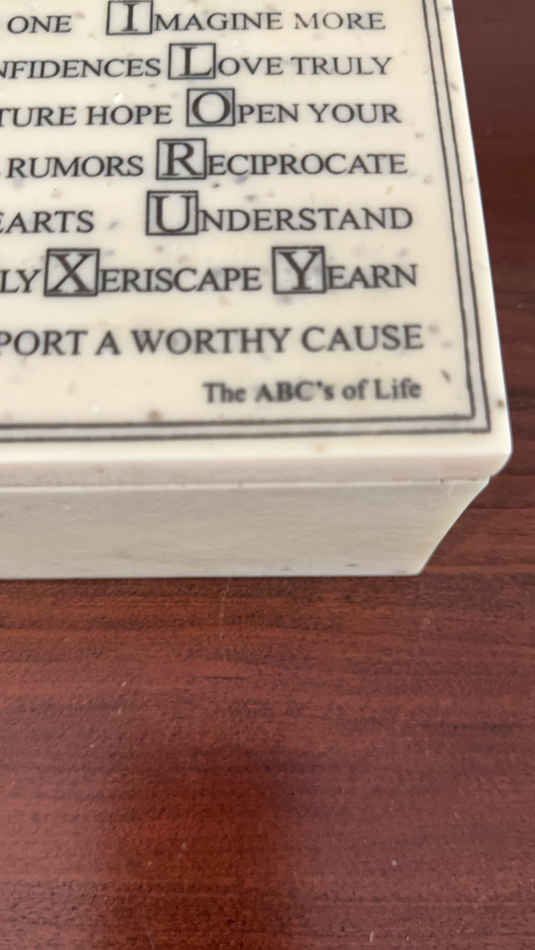 ONE IMAGINE MORE
NFIDENCES LOVE TRULY
TURE HOPE OPEN YOUR
RUMORS RECIPROCATE
EARTS UNDERSTAND
LY XERISCAPE YEARN
PORT A WORTHY CAUSE
The ABC's of Life